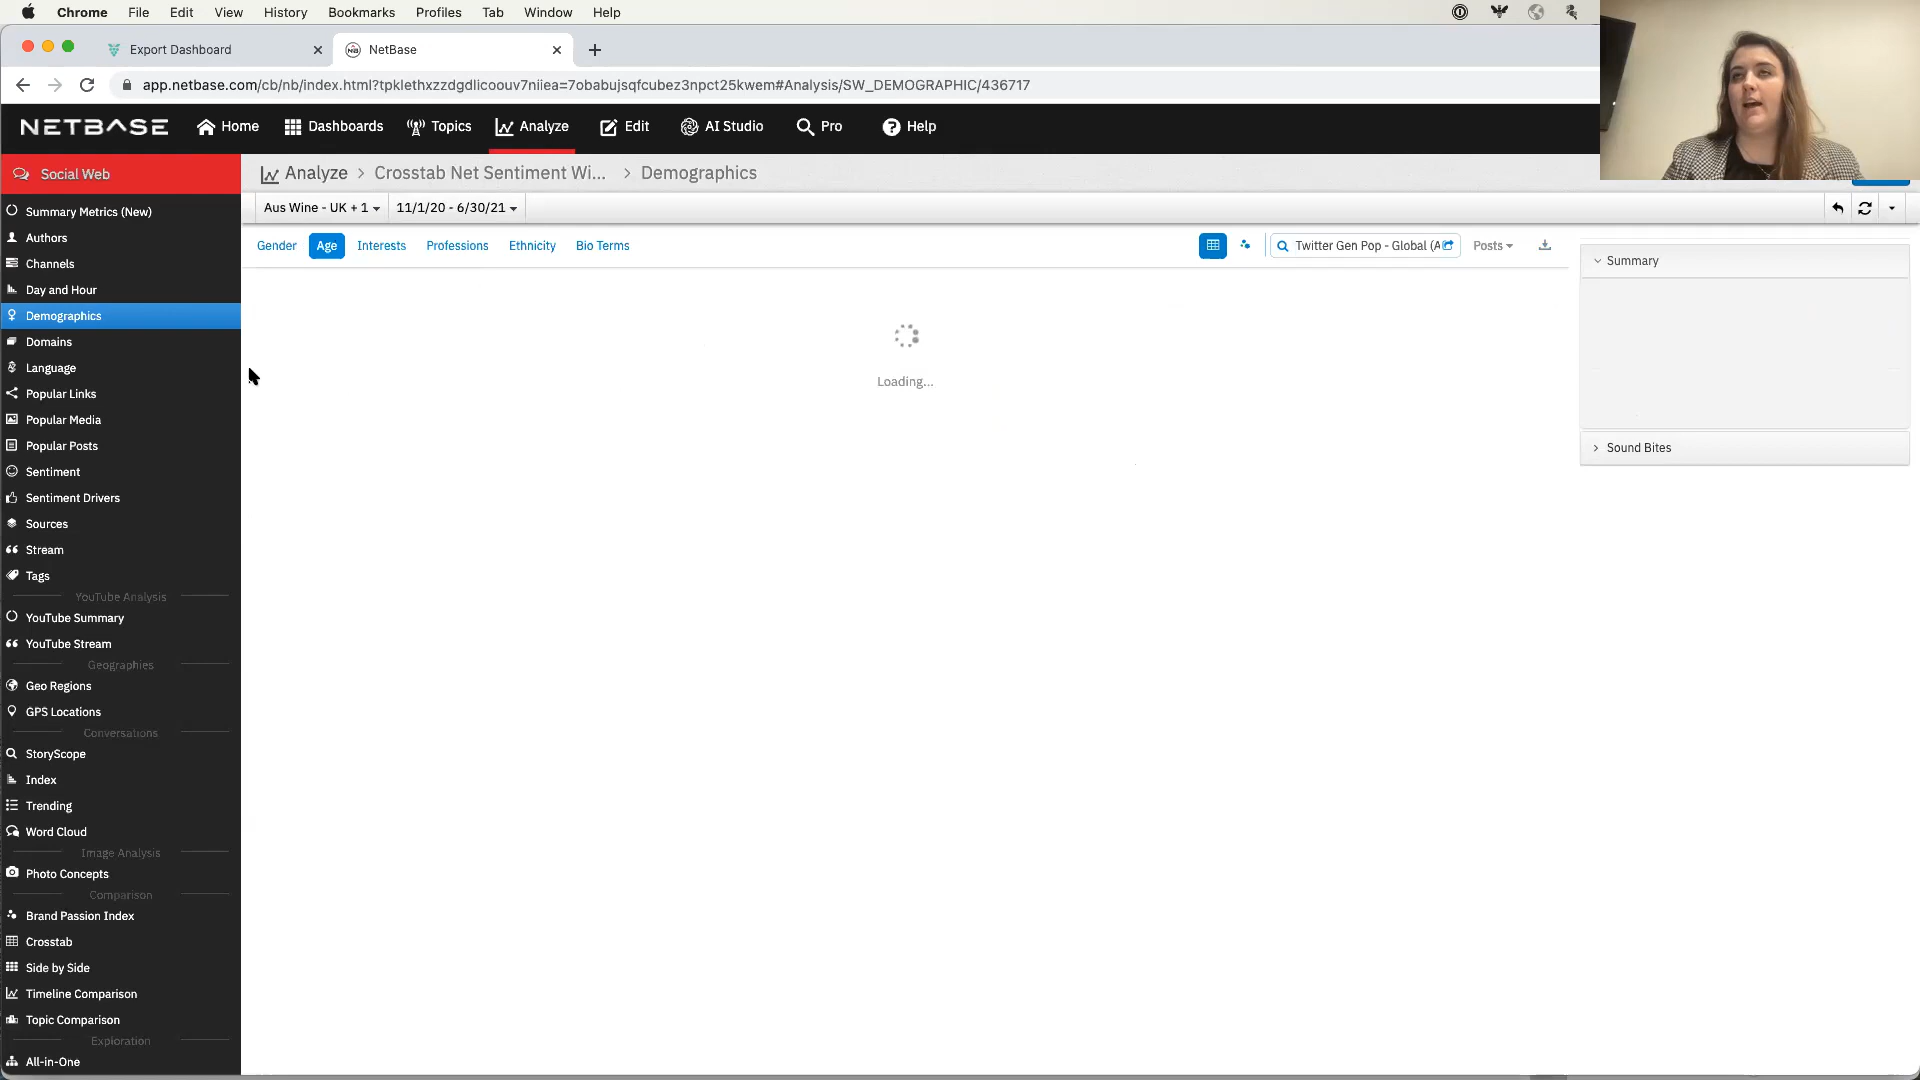 Chrome File Edit View History Bookmarks Profiles Tab Window Help
Export Dashboard
NetBase
app.netbase.com/cb/nb/index.html?tpklethxzzdgdlicoouv7niiea=7obabujsqfcubez3npct25kwem#Analysis/SW_DEMOGRAPHIC/436717
NETBASE Home Dashboards Topics Analyze Edit AI Studio Pro Help
Social Web
Analyze > Crosstab Net Sentiment Wi... > Demographics
Aus Wine - UK + 1 11/1/20 - 6/30/21
Gender Age Interests Professions Ethnicity Bio Terms
Twitter Gen Pop - Global (A Posts
Summary
Loading...
Sound Bites
Summary Metrics (New)
Authors
Channels
Day and Hour
Demographics
Domains
Language
Popular Links
Popular Media
Popular Posts
Sentiment
Sentiment Drivers
Sources
Stream
Tags
YouTube Analysis
YouTube Summary
YouTube Stream
Geographies
Geo Regions
GPS Locations
Conversations
StoryScope
Index
Trending
Word Cloud
Image Analysis
Photo Concepts
Comparison
Brand Passion Index
Crosstab
Side by Side
Timeline Comparison
Topic Comparison
Exploration
All-in-One